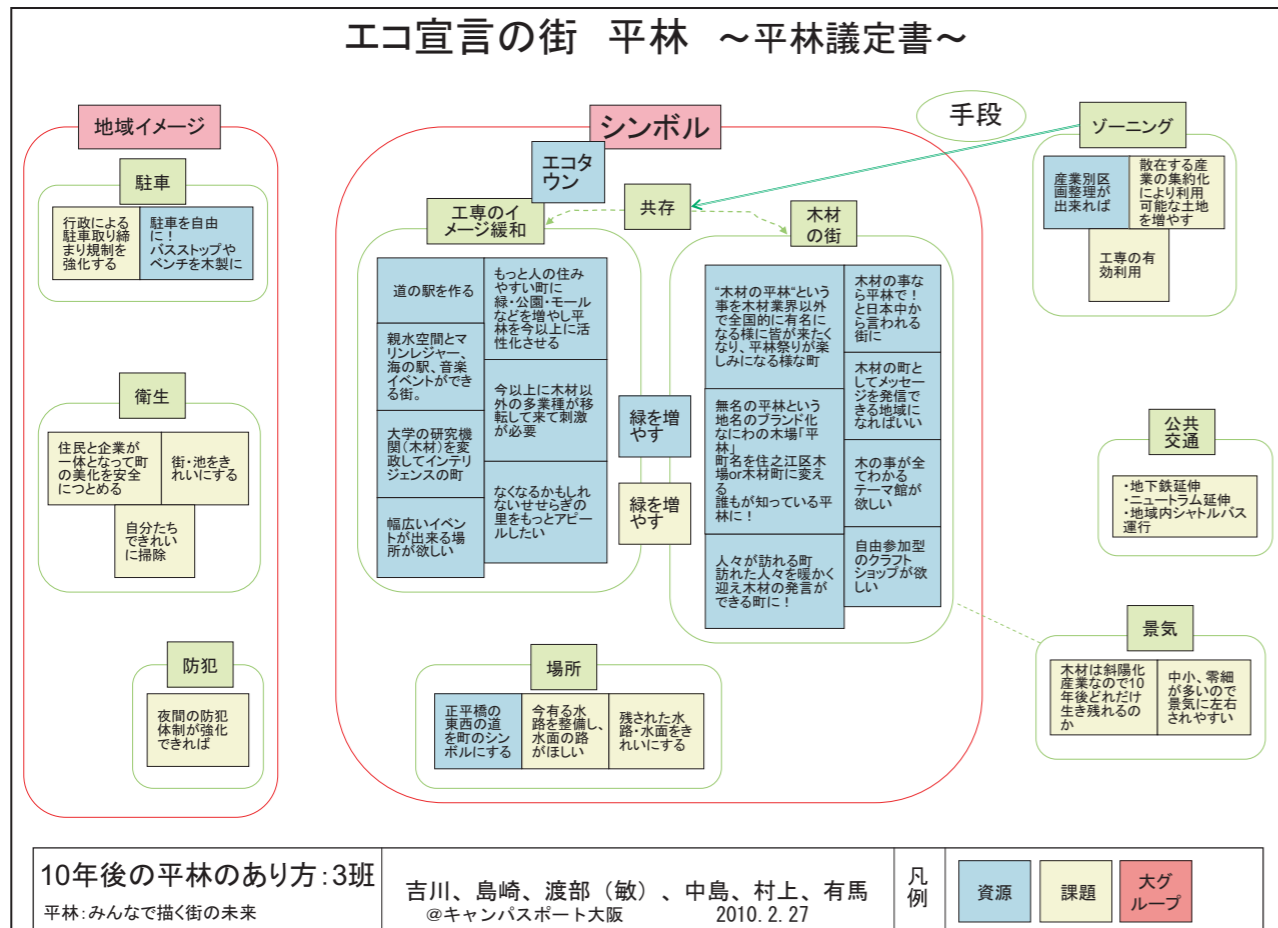 エコ宣言の街　平林　～平林議定書～
地域イメージ
駐車
行政による
駐車取り締
まり規制を
強化する
駐車を自由
に！
バスストップや
ベンチを木製に
衛生
住民と企業が
一体となって町
の美化を安全
につとめる
街・池をき
れいにする
自分たち
できれい
に掃除
防犯
夜間の防犯
体制が強化
できれば
シンボル
エコタ
ウン
工専のイ
メージ緩和
共存
木材
の街
道の駅を作る
親水空間とマ
リンレジャー、
海の駅、音楽
イベントができ
る街。
大学の研究機
関（木材）を変
政してインテリ
ジェンスの町
幅広いイベン
トが出来る場
所が欲しい
もっと人の住み
やすい町に
緑・公園・モール
などを増やし平
林を今以上に活
性化させる
今以上に木材以
外の多業種が移
転して来て刺激
が必要
なくなるかもしれ
ないせせらぎの
里をもっとアピー
ルしたい
緑を増
やす
緑を増
やす
“木材の平林“という
事を木材業界以外
で全国的に有名に
なる様に皆が来たく
なり、平林祭りが楽
しみになる様な町
無名の平林という
地名のブランド化
なにわの木場「平
林」
町名を住之江区木
場or木材町に変え
る
誰もが知っている平
林に！
人々が訪れる町
訪れた人々を暖かく
迎え木材の発言が
できる町に！
木材の事な
ら平林で！
と日本中か
ら言われる
街に
木材の町と
してメッセー
ジを発信で
きる地域に
なればいい
木の事が全
てわかる
テーマ館が
欲しい
自由参加型
のクラフト
ショップが欲
しい
場所
正平橋の
東西の道
を町のシン
ボルにする
今有る水
路を整備し、
水面の路
がほしい
残された水
路・水面をき
れいにする
手段
ゾーニング
産業別区
画整理が
出来れば
散在する産
業の集約化
により利用
可能な土地
を増やす
工専の有
効利用
公共
交通
・地下鉄延伸
・ニュートラム延伸
・地域内シャトルバス
運行
景気
木材は斜陽化
産業なので10
年後どれだけ
生き残れるの
か
中小、零細
が多いので
景気に左右
されやすい
10年後の平林のあり方：3班
平林：みんなで描く街の未来
吉川、島崎、渡部（敏）、中島、村上、有馬
@キャンパスポート大阪　2010.2.27
凡
例
資源
課題
大グ
ループ